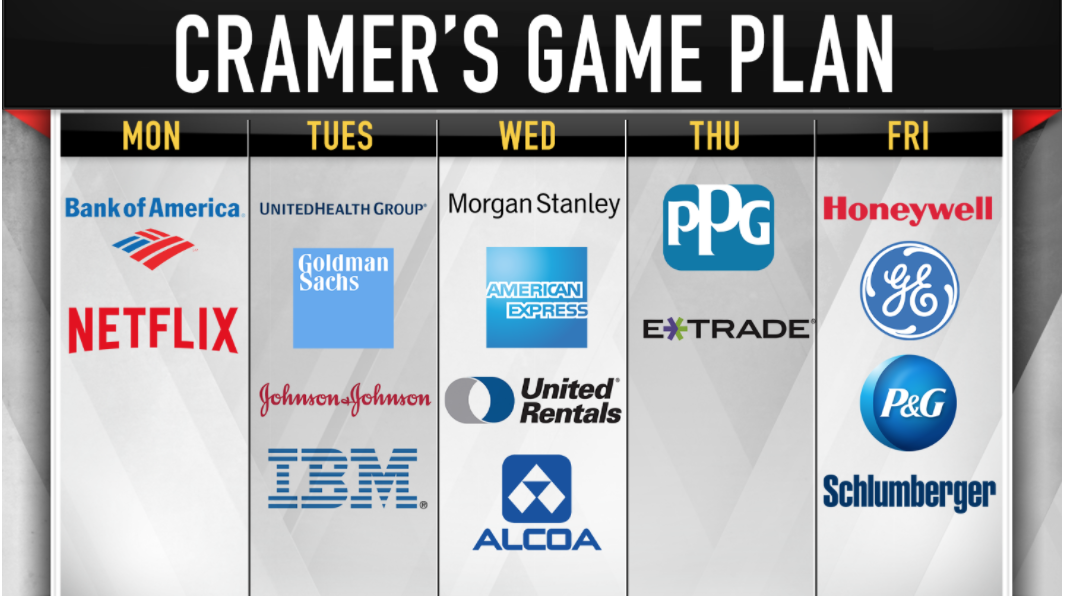 CRAMER'S GAME PLAN
MON
TUES
WED
THU
FRI
Bank of America
NETFLIX
UNITEDHEALTH GROUP®
Goldman
Sachs
Johnson&Johnson
IBM®
Morgan Stanley
AMERICAN
EXPRESS
United®
Rentals
ALCOA
PPG
E*TRADE®
Honeywell
GE
P&G
Schlumberger